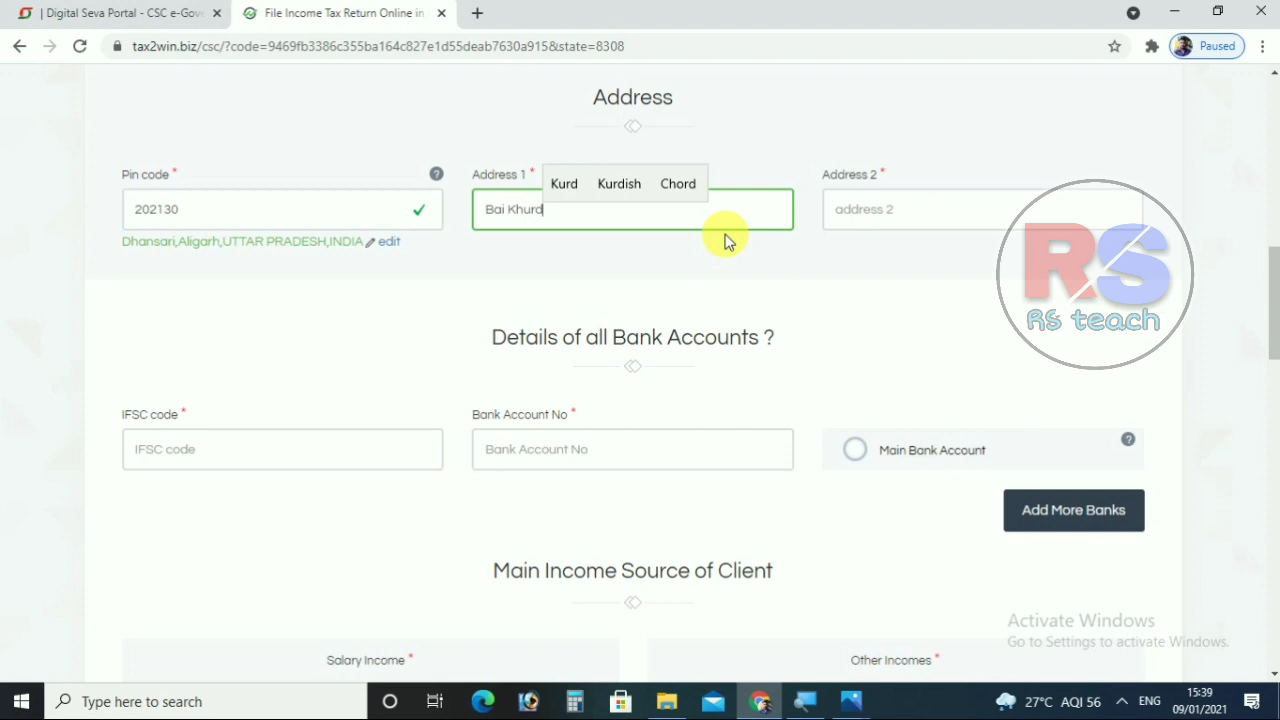 | Digital Seva Portal - CSC e-Gove
File Income Tax Return Online in
tax2win.biz/csc/?code=9469fb3386c355ba164c827e1d55deab7630a915&state=8308
Paused
Address
Pin code *
Address 1 *
Address 2 *
Kurd Kurdish Chord
202130
Bai Khurd
address 2
Dhansari,Aligarh,UTTAR PRADESH,INDIA edit
RS
RS teach
Details of all Bank Accounts ?
IFSC code *
Bank Account No *
IFSC code
Bank Account No
Main Bank Account
Add More Banks
Main Income Source of Client
Activate Windows
Go to Settings to activate Windows.
Salary Income *
Other Incomes *
Type here to search
27°C AQI 56
ENG
15:39
09/01/2021